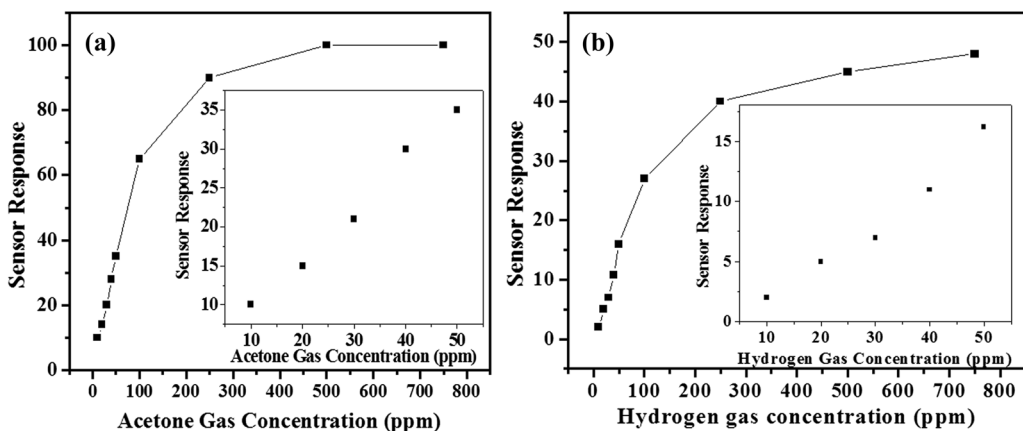 (a)
Sensor Response
100
80
60
40
20
0
0 100 200 300 400 500 600 700 800
Acetone Gas Concentration (ppm)
Sensor Response
35
30
25
20
15
10
10 20 30 40 50
Acetone Gas Concentration (ppm)
(b)
Sensor Response
50
40
30
20
10
0
0 100 200 300 400 500 600 700 800
Hydrogen gas concentration (ppm)
Sensor Response
15
10
5
0
10 20 30 40 50
Hydrogen Gas Concentration (ppm)